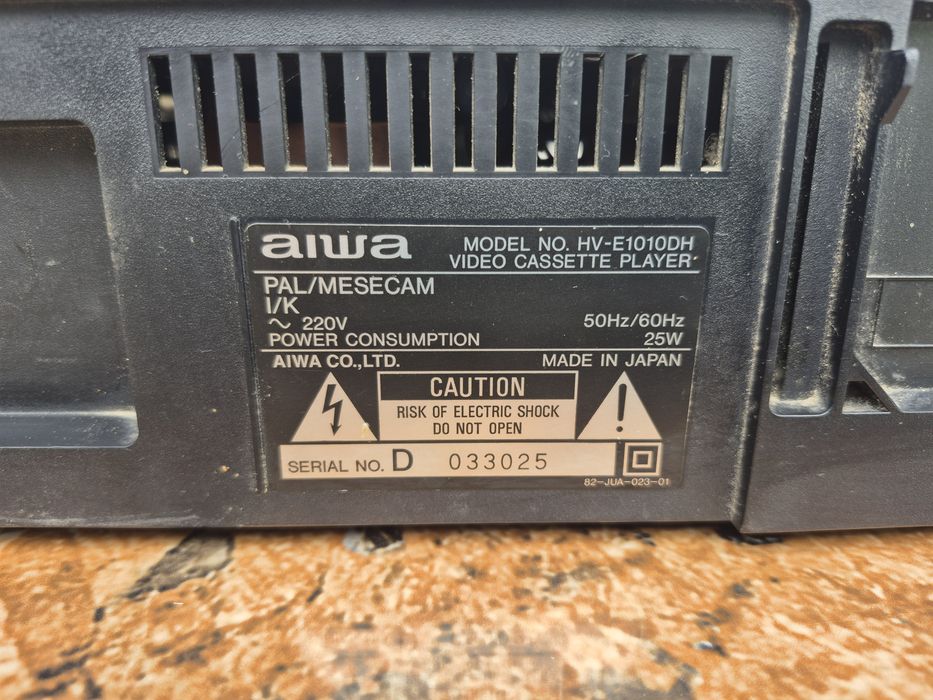 aiwa
MODEL NO. HV-E1010DH
VIDEO CASSETTE PLAYER
PAL/MESECAM
I/K
~ 220V 50Hz/60Hz
POWER CONSUMPTION 25W
AIWA CO.,LTD. MADE IN JAPAN
CAUTION
RISK OF ELECTRIC SHOCK
DO NOT OPEN
SERIAL NO. D 033025
82-JUA-023-01